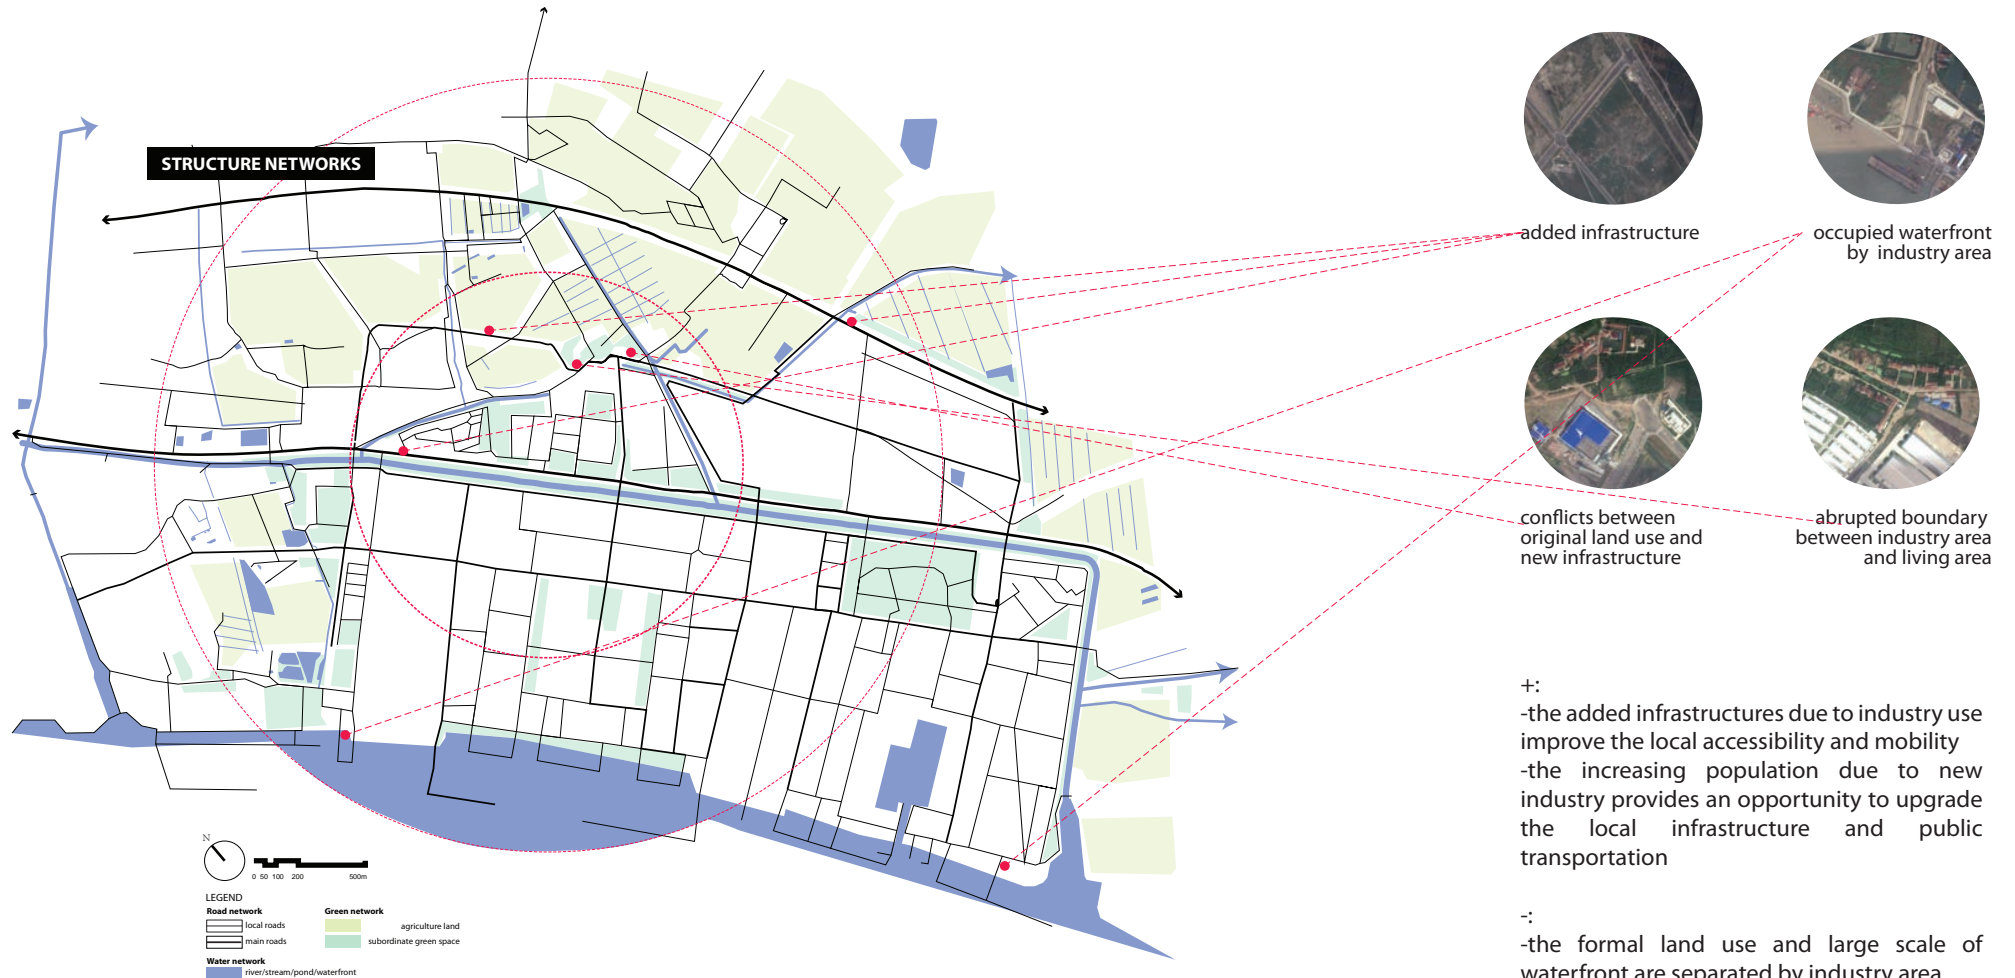 STRUCTURE NETWORKS
added infrastructure
occupied waterfront
by industry area
conflicts between
original land use and
new infrastructure
abrupted boundary
between industry area
and living area
+:
-the added infrastructures due to industry use
improve the local accessibility and mobility
-the increasing population due to new
industry provides an opportunity to upgrade
the local infrastructure and public
transportation
-:
-the formal land use and large scale of
waterfront are separated by industry area
N
0 50 100 200 500m
LEGEND
Road network
local roads
main roads
Green network
agriculture land
subordinate green space
Water network
river/stream/pond/waterfront